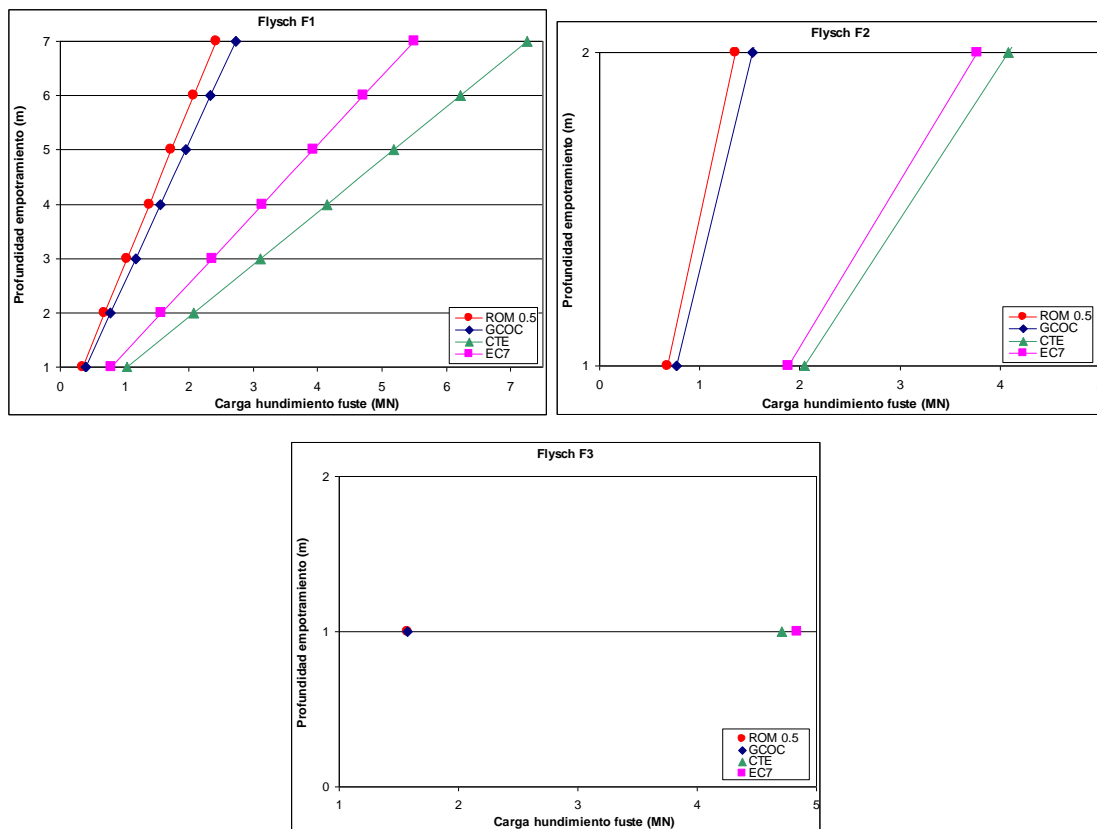 Flysch F1
7
6
5
4
3
2
1
Profundidad empotramiento (m)
0 1 2 3 4 5 6 7
Carga hundimiento fuste (MN)
ROM 0.5
GCOC
CTE
EC7
Flysch F2
2
1
Profundidad empotramiento (m)
0 1 2 3 4
Carga hundimiento fuste (MN)
ROM 0.5
GCOC
CTE
EC7
Flysch F3
2
1
0
Profundidad empotramiento (m)
1 2 3 4 5
Carga hundimiento fuste (MN)
ROM 0.5
GCOC
CTE
EC7